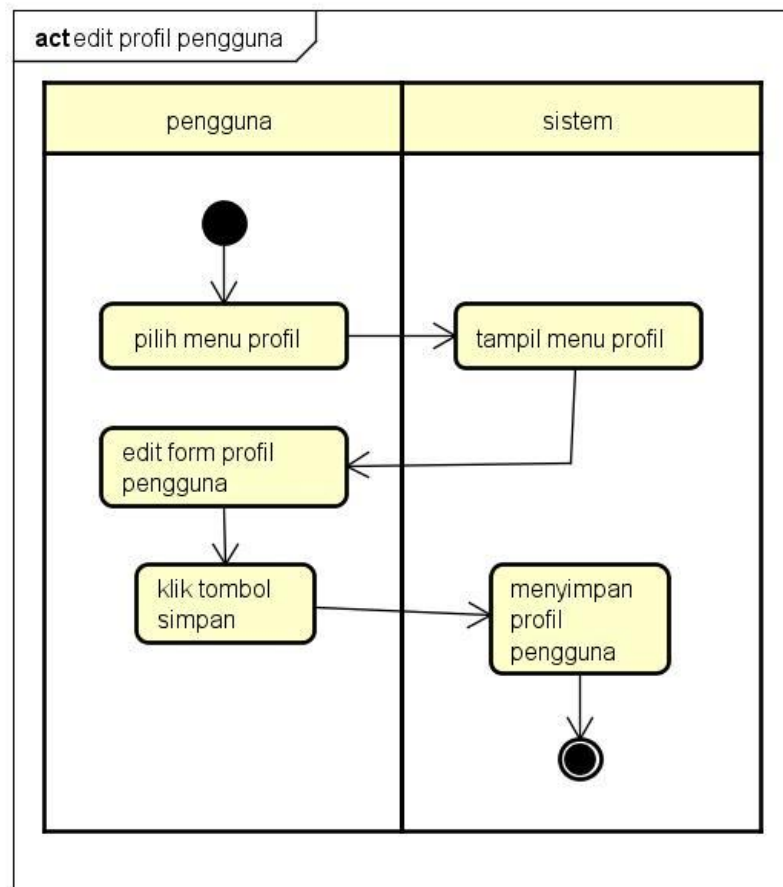 act edit profil pengguna
pengguna
sistem
pilih menu profil
tampil menu profil
edit form profil
pengguna
klik tombol
simpan
menyimpan
profil
pengguna